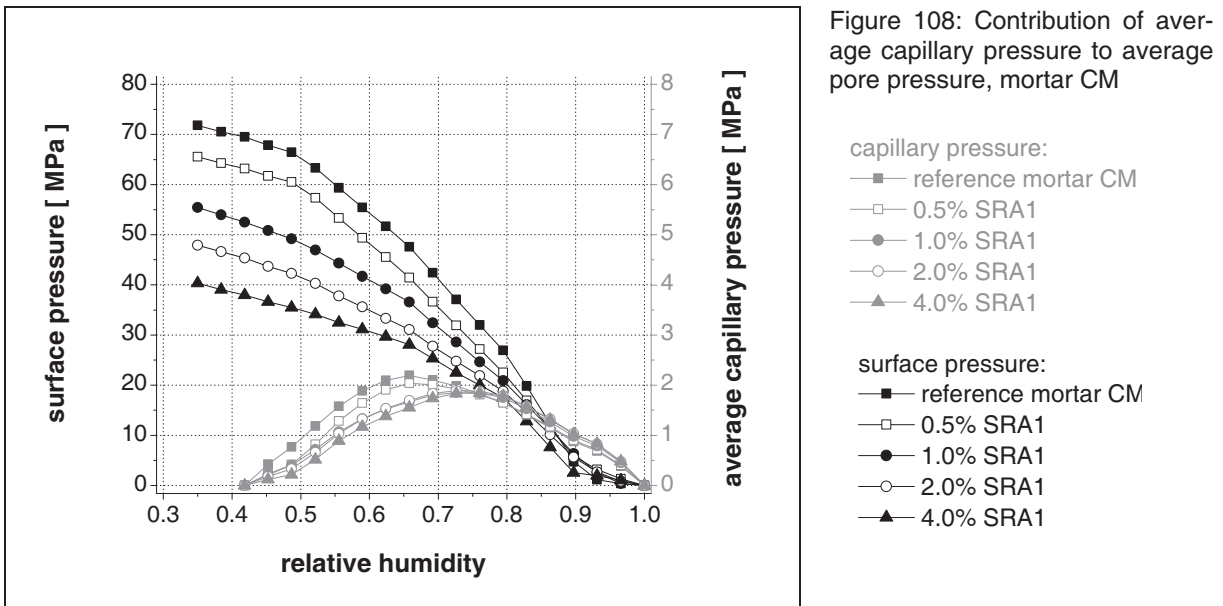 Figure 108: Contribution of aver-
age capillary pressure to average
pore pressure, mortar CM
capillary pressure:
reference mortar CM
0.5% SRA1
1.0% SRA1
2.0% SRA1
4.0% SRA1
surface pressure:
reference mortar CM
0.5% SRA1
1.0% SRA1
2.0% SRA1
4.0% SRA1
surface pressure [ MPa ]
80
70
60
50
40
30
20
10
0
average capillary pressure [ MPa ]
8
7
6
5
4
3
2
1
0
0.3 0.4 0.5 0.6 0.7 0.8 0.9 1.0
relative humidity